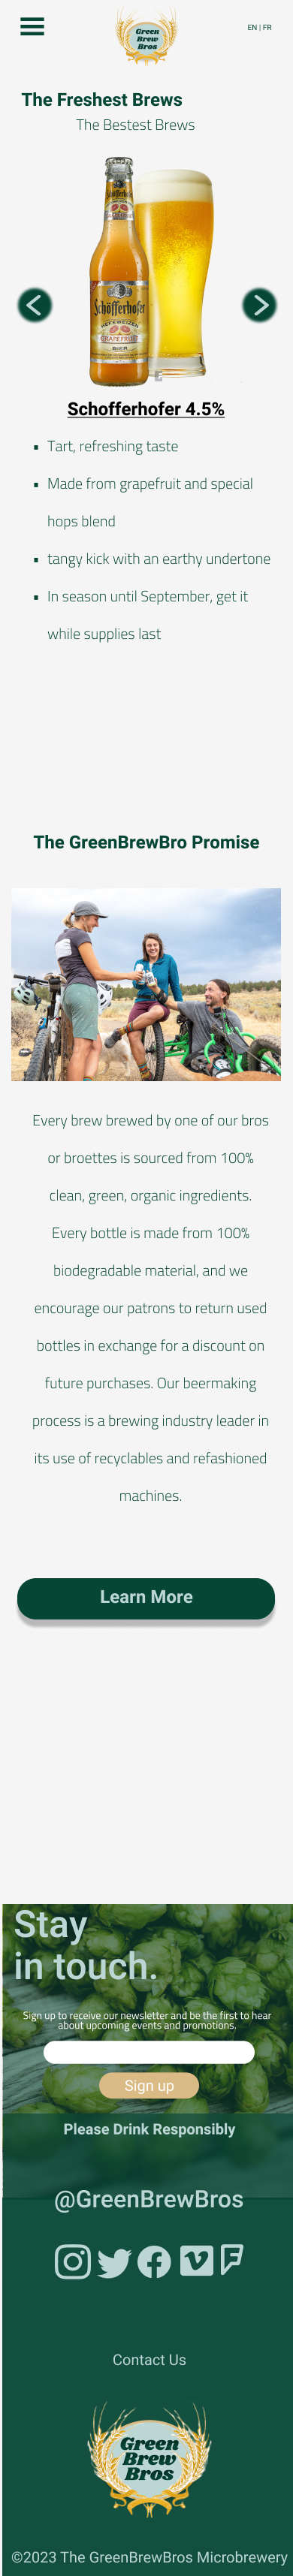 Green
Brew
Bros
EN | FR
The Freshest Brews
The Bestest Brews
Schöfferhofer
HEFEWEIZEN
GRAPEFRUIT
BIER
Schofferhofer 4.5%
▪ Tart, refreshing taste
▪ Made from grapefruit and special
hops blend
▪ tangy kick with an earthy undertone
▪ In season until September, get it
while supplies last
The GreenBrewBro Promise
Every brew brewed by one of our bros
or broettes is sourced from 100%
clean, green, organic ingredients.
Every bottle is made from 100%
biodegradable material, and we
encourage our patrons to return used
bottles in exchange for a discount on
future purchases. Our beermaking
process is a brewing industry leader in
its use of recyclables and refashioned
machines.
Learn More
Stay
in touch.
Sign up to receive our newsletter and be the first to hear
about upcoming events and promotions.
Sign up
Please Drink Responsibly
@GreenBrewBros
Contact Us
Green
Brew
Bros
©2023 The GreenBrewBros Microbrewery